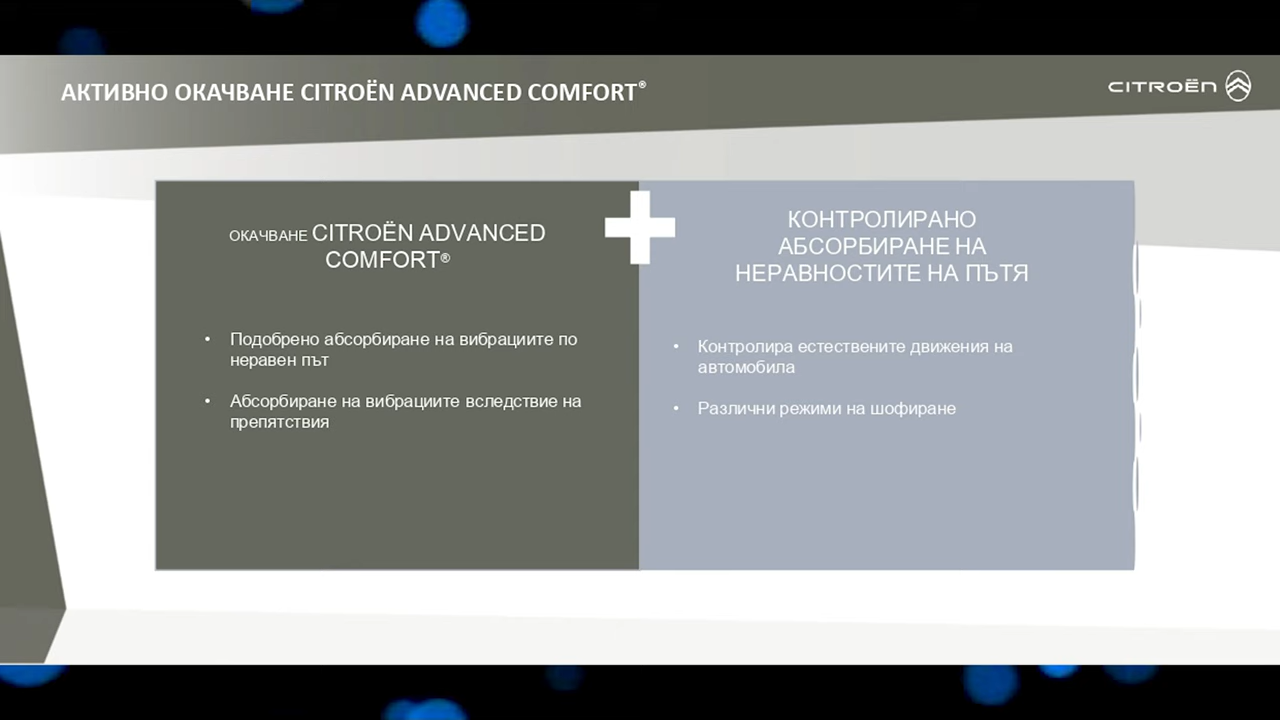 АКТИВНО ОКАЧВАНЕ CITROËN ADVANCED COMFORT®
CITROËN
ОКАЧВАНЕ CITROËN ADVANCED
COMFORT®
• Подобрено абсорбиране на вибрациите по
неравен път
• Абсорбиране на вибрациите вследствие на
препятствия
КОНТРОЛИРАНО
АБСОРБИРАНЕ НА
НЕРАВНОСТИТЕ НА ПЪТЯ
• Контролира естествените движения на
автомобила
• Различни режими на шофиране